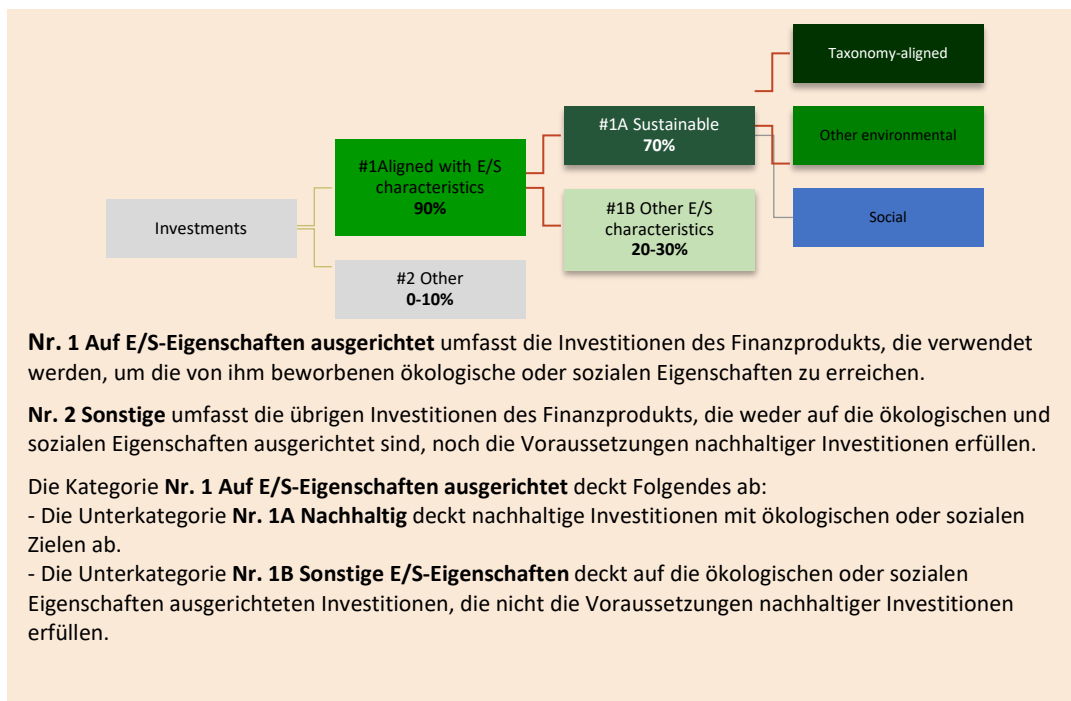 Taxonomy-aligned
#1A Sustainable
70%
Other environmental
#1Aligned with E/S
characteristics
90%
#1B Other E/S
characteristics
20-30%
Social
Investments
#2 Other
0-10%
Nr. 1 Auf E/S-Eigenschaften ausgerichtet umfasst die Investitionen des Finanzprodukts, die verwendet
werden, um die von ihm beworbenen ökologische oder sozialen Eigenschaften zu erreichen.
Nr. 2 Sonstige umfasst die übrigen Investitionen des Finanzprodukts, die weder auf die ökologischen und
sozialen Eigenschaften ausgerichtet sind, noch die Voraussetzungen nachhaltiger Investitionen erfüllen.
Die Kategorie Nr. 1 Auf E/S-Eigenschaften ausgerichtet deckt Folgendes ab:
- Die Unterkategorie Nr. 1A Nachhaltig deckt nachhaltige Investitionen mit ökologischen oder sozialen
Zielen ab.
- Die Unterkategorie Nr. 1B Sonstige E/S-Eigenschaften deckt auf die ökologischen oder sozialen
Eigenschaften ausgerichteten Investitionen, die nicht die Voraussetzungen nachhaltiger Investitionen
erfüllen.